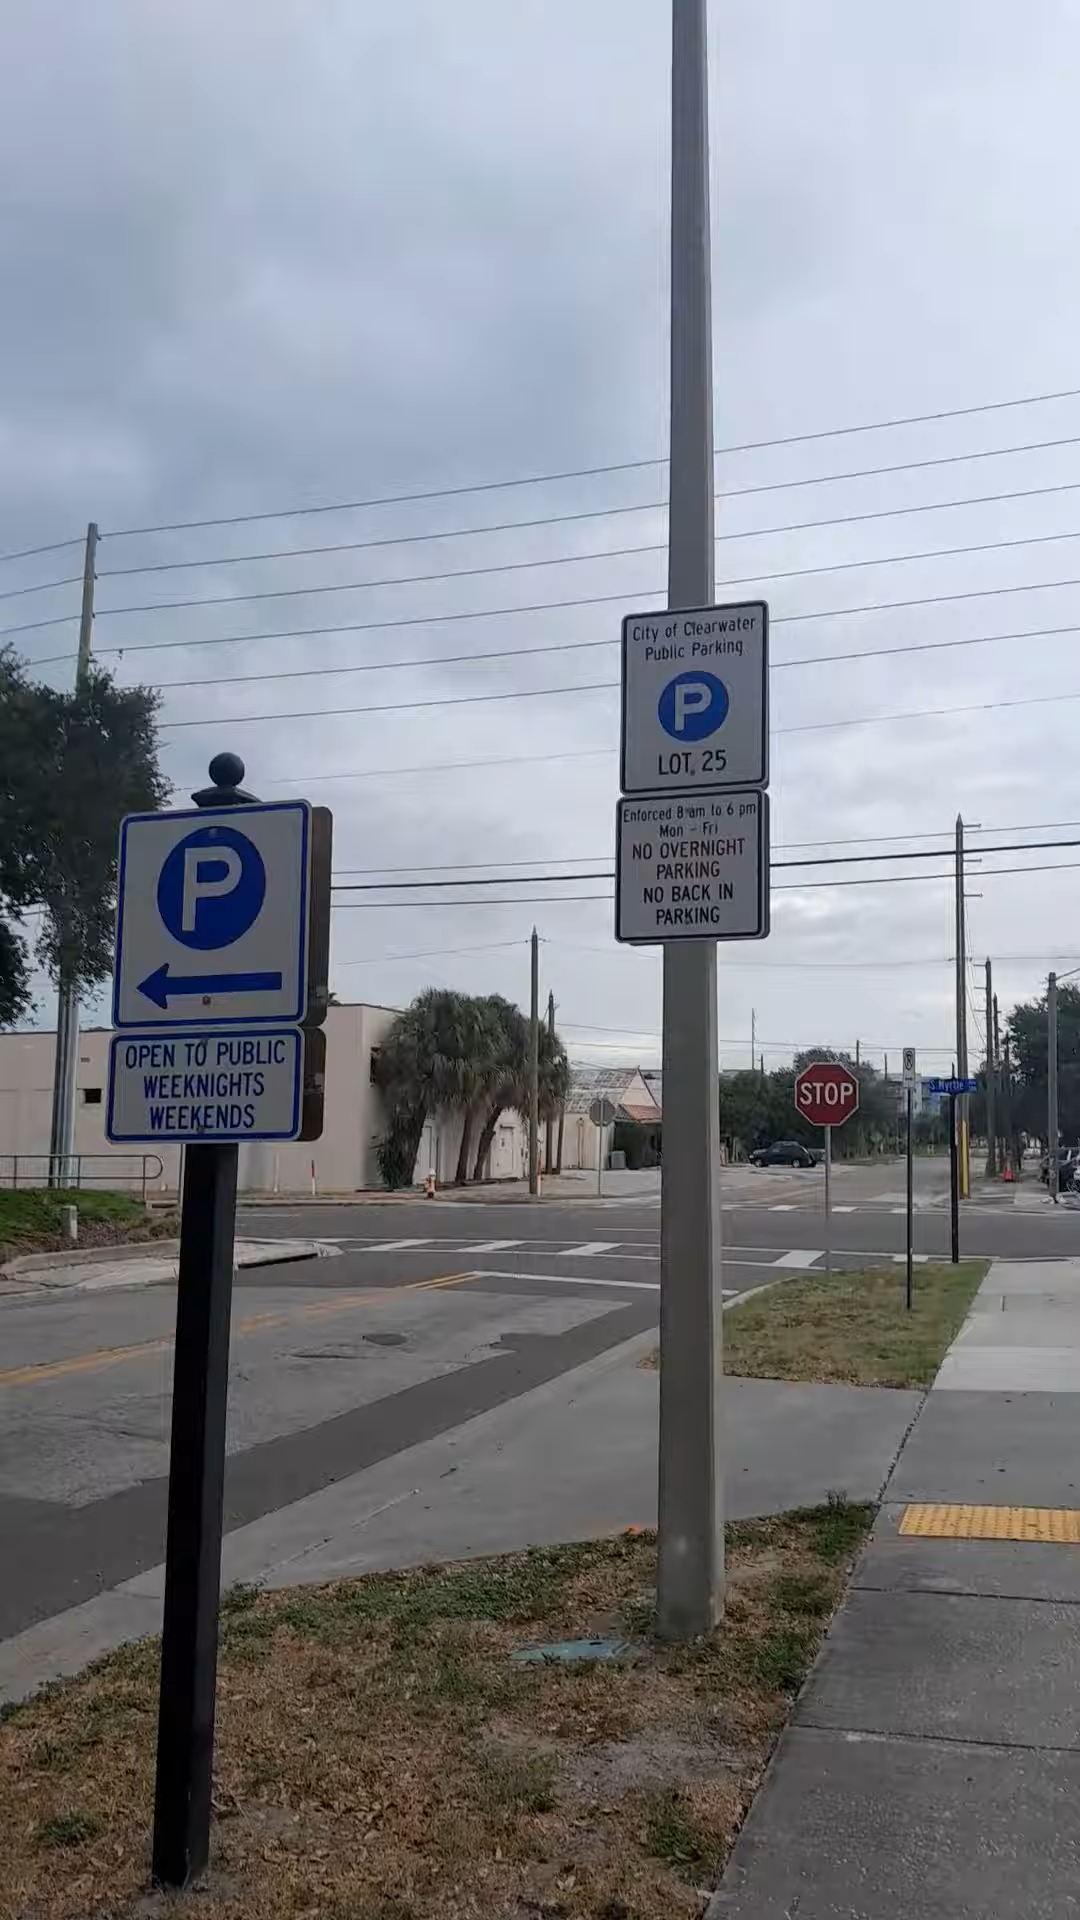 City of Clearwater
Public Parking
P
LOT. 25
Enforced 8 am to 6 pm
Mon - Fri
NO OVERNIGHT
PARKING
NO BACK IN
PARKING
P
OPEN TO PUBLIC
WEEKNIGHTS
WEEKENDS
STOP
S Myrtle